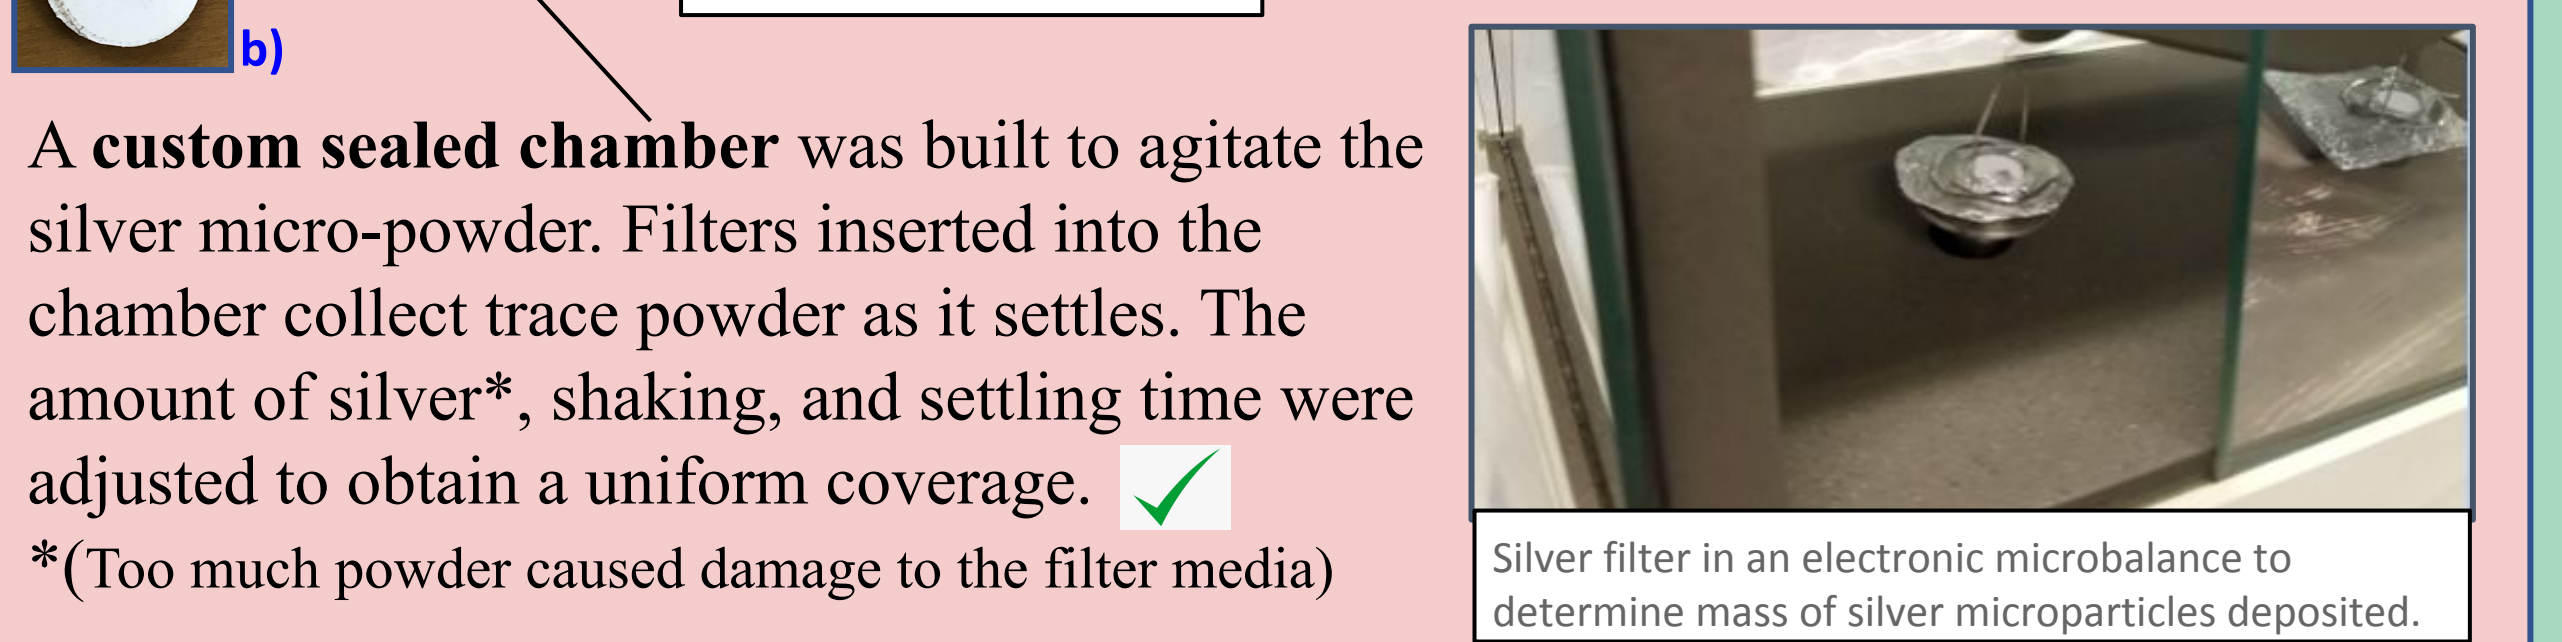 b)
A custom sealed chamber was built to agitate the
silver micro-powder. Filters inserted into the
chamber collect trace powder as it settles. The
amount of silver*, shaking, and settling time were
adjusted to obtain a uniform coverage.
*(Too much powder caused damage to the filter media)
Silver filter in an electronic microbalance to
determine mass of silver microparticles deposited.